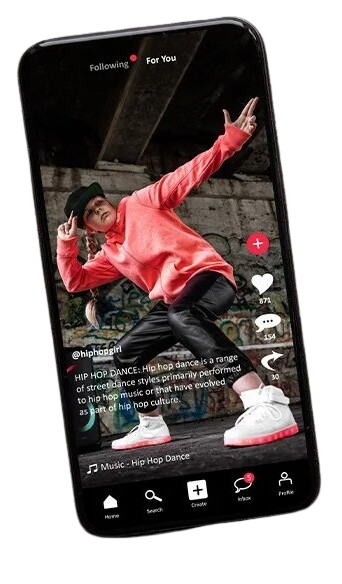 Following
For You
871
154
@hiphopgirl
HIP HOP DANCE: Hip hop dance is a range
of street dance styles primarily performed
to hip hop music or that have evolved
as part of hip hop culture.
30
Music - Hip Hop Dance
Home
Search
Create
Inbox
Profile